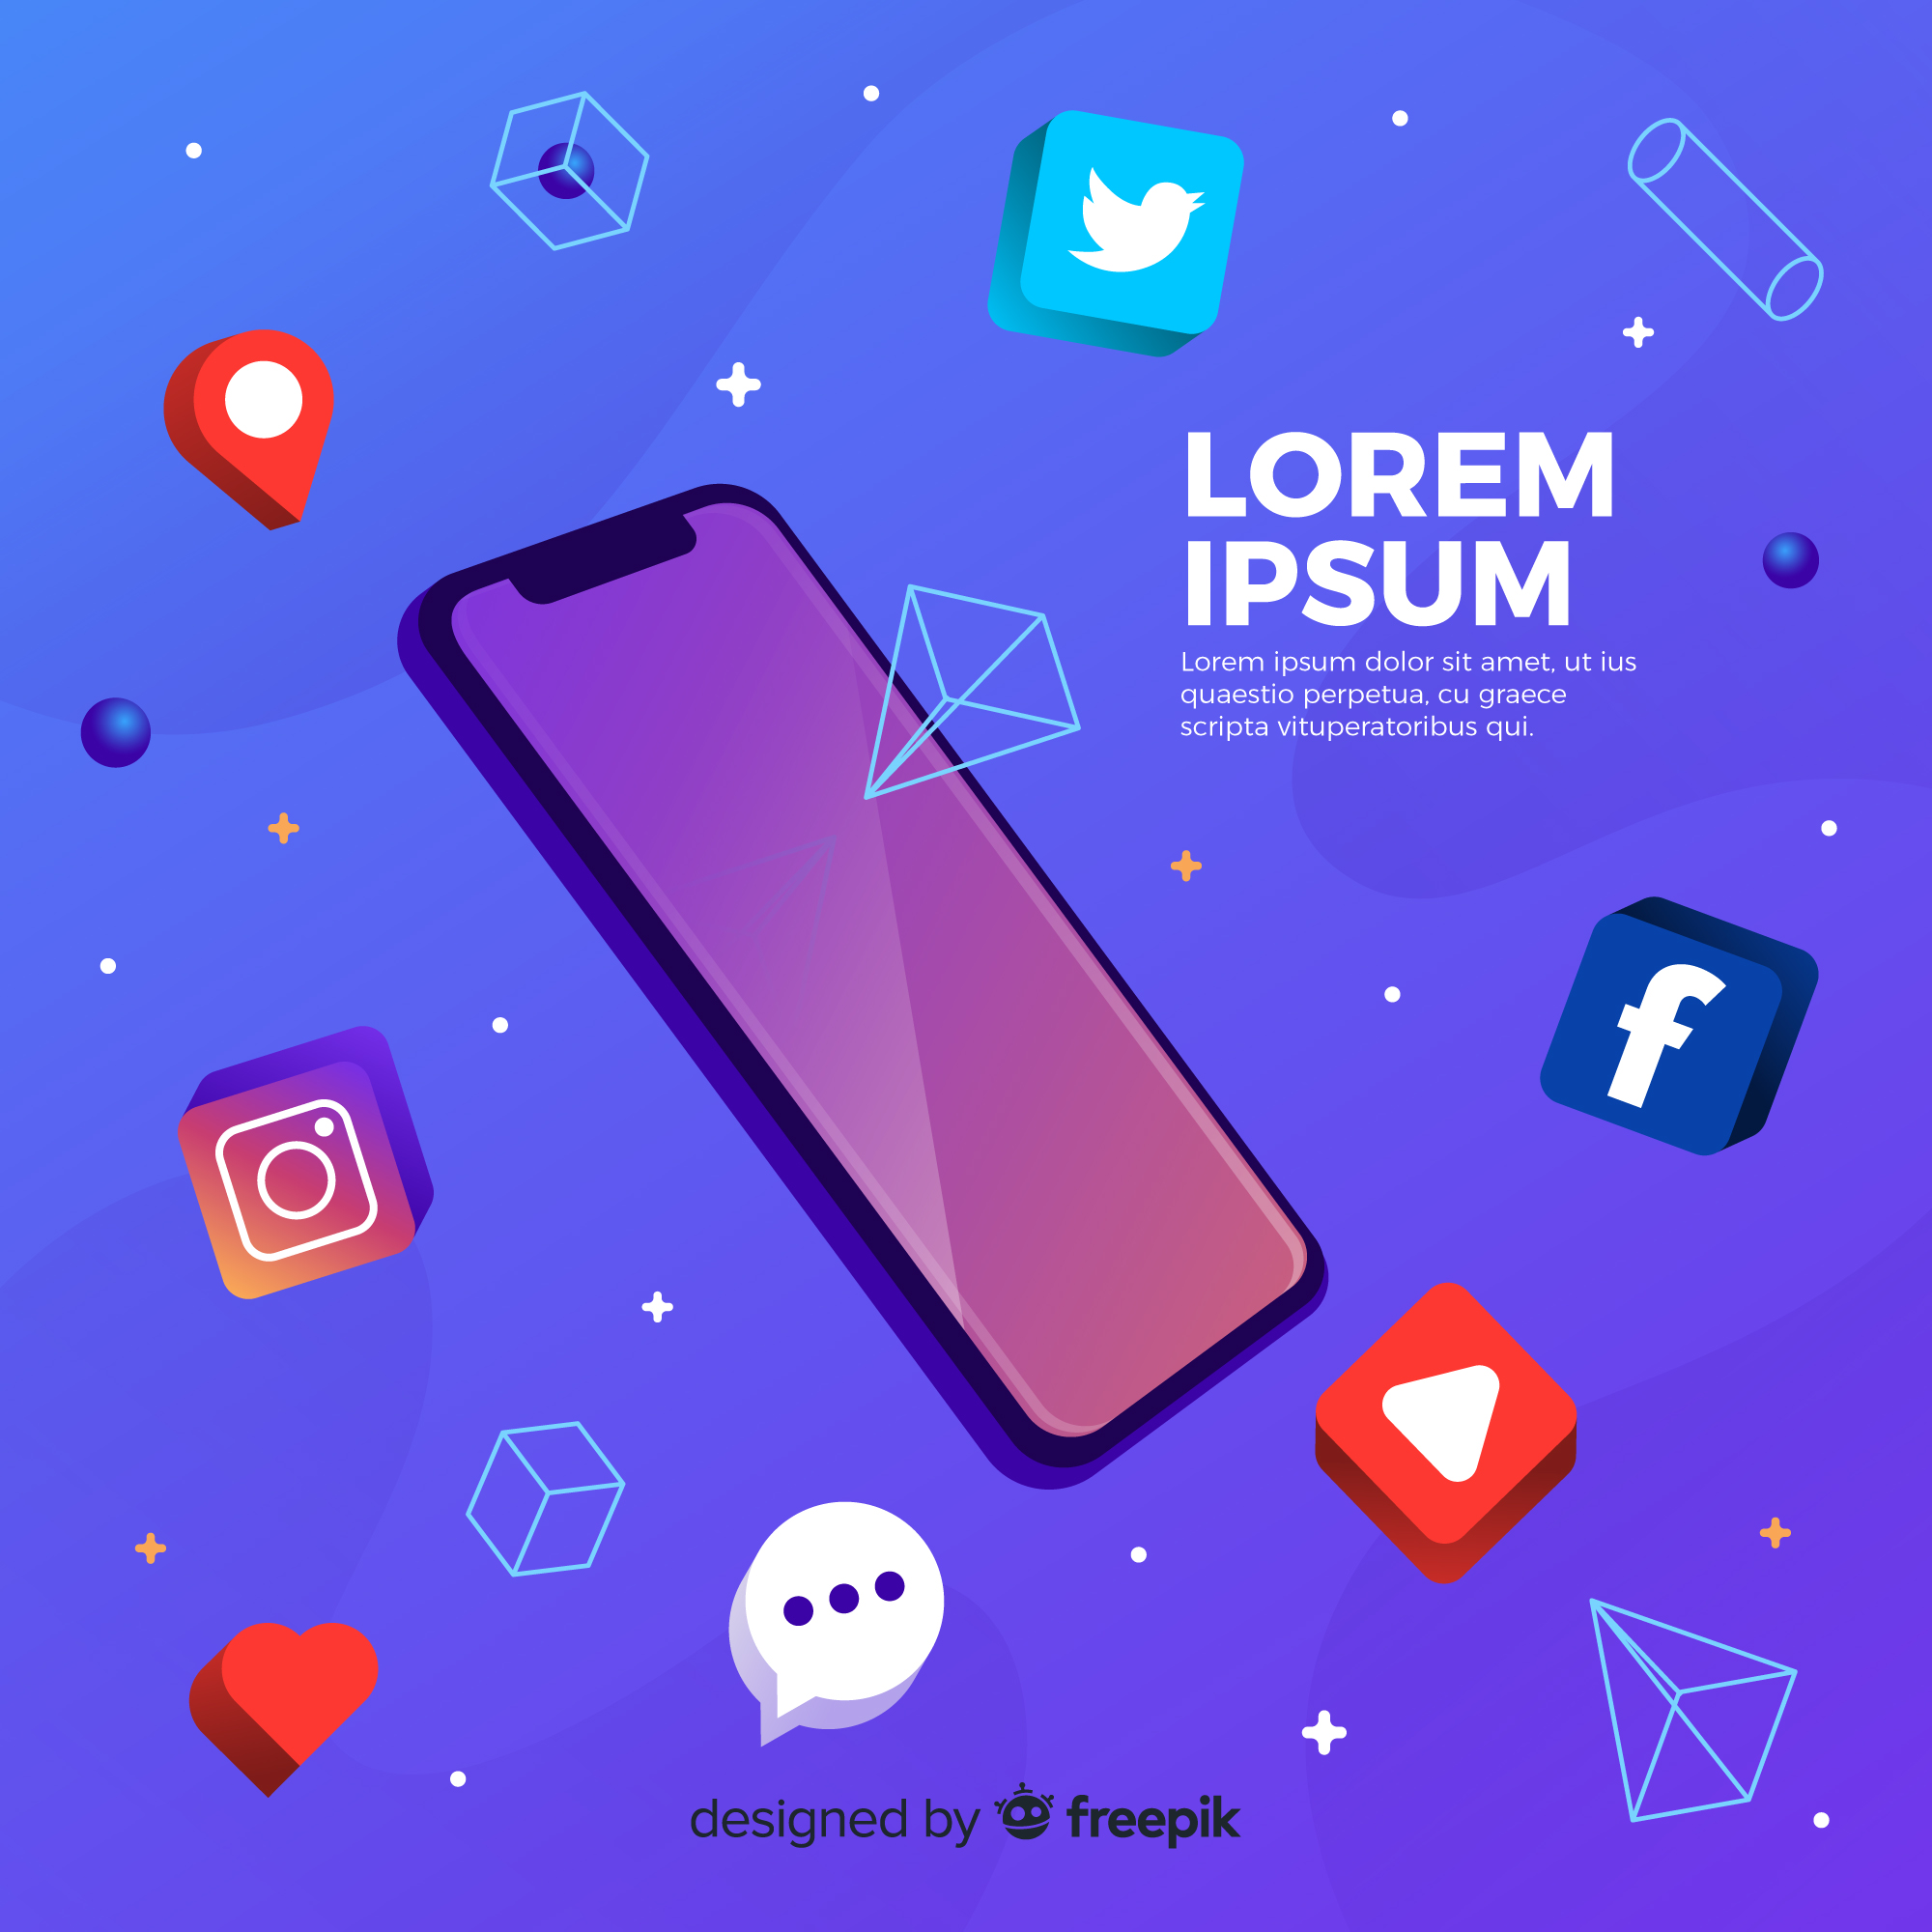 LOREM
IPSUM
Lorem ipsum dolor sit amet, ut ius
quaestio perpetua, cu graece
scripta vituperatoribus qui.
designed by freepik